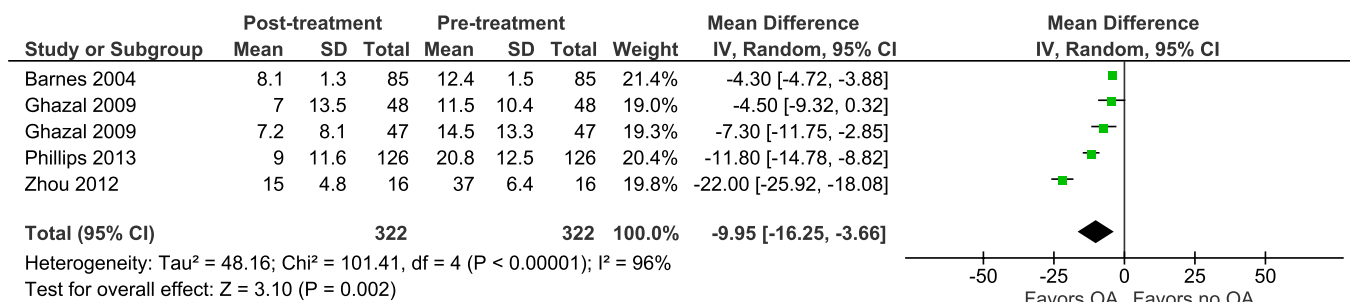 Post-treatment Pre-treatment Mean Difference Mean Difference
Study or Subgroup Mean SD Total Mean SD Total Weight IV, Random, 95% CI IV, Random, 95% CI
Barnes 2004 8.1 1.3 85 12.4 1.5 85 21.4% -4.30 [-4.72, -3.88]
Ghazal 2009 7 13.5 48 11.5 10.4 48 19.0% -4.50 [-9.32, 0.32]
Ghazal 2009 7.2 8.1 47 14.5 13.3 47 19.3% -7.30 [-11.75, -2.85]
Phillips 2013 9 11.6 126 20.8 12.5 126 20.4% -11.80 [-14.78, -8.82]
Zhou 2012 15 4.8 16 37 6.4 16 19.8% -22.00 [-25.92, -18.08]
Total (95% CI) 322 322 100.0% -9.95 [-16.25, -3.66]
Heterogeneity: Tau² = 48.16; Chi² = 101.41, df = 4 (P < 0.00001); I² = 96%
Test for overall effect: Z = 3.10 (P = 0.002)
-50 -25 0 25 50
Favors OA Favors no OA